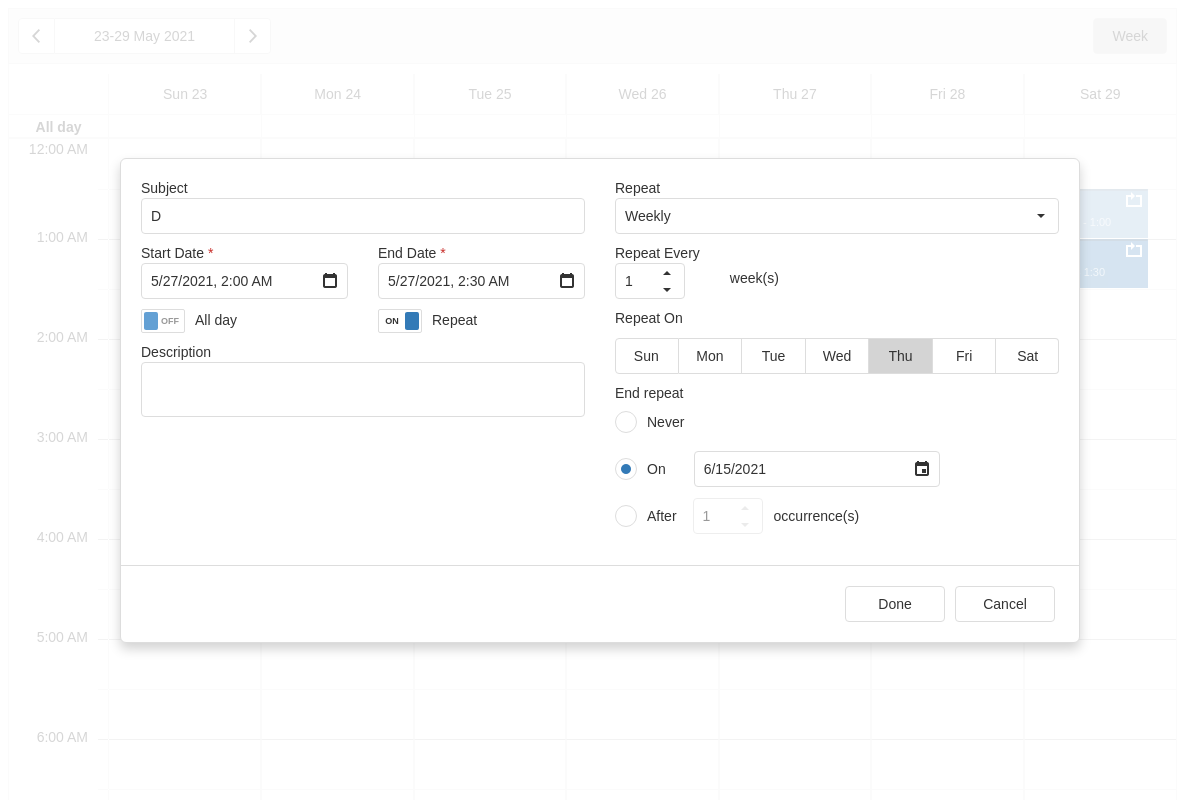 23-29 May 2021
Week
Sun 23
Mon 24
Tue 25
Wed 26
Thu 27
Fri 28
Sat 29
All day
12:00 AM
1:00 AM
2:00 AM
3:00 AM
4:00 AM
5:00 AM
6:00 AM
- 1:00
1:30
Subject
D
Start Date *
End Date *
5/27/2021, 2:00 AM
5/27/2021, 2:30 AM
OFF
All day
ON
Repeat
Description
Repeat
Weekly
Repeat Every
1
week(s)
Repeat On
Sun
Mon
Tue
Wed
Thu
Fri
Sat
End repeat
Never
On
6/15/2021
After
1
occurrence(s)
Done
Cancel